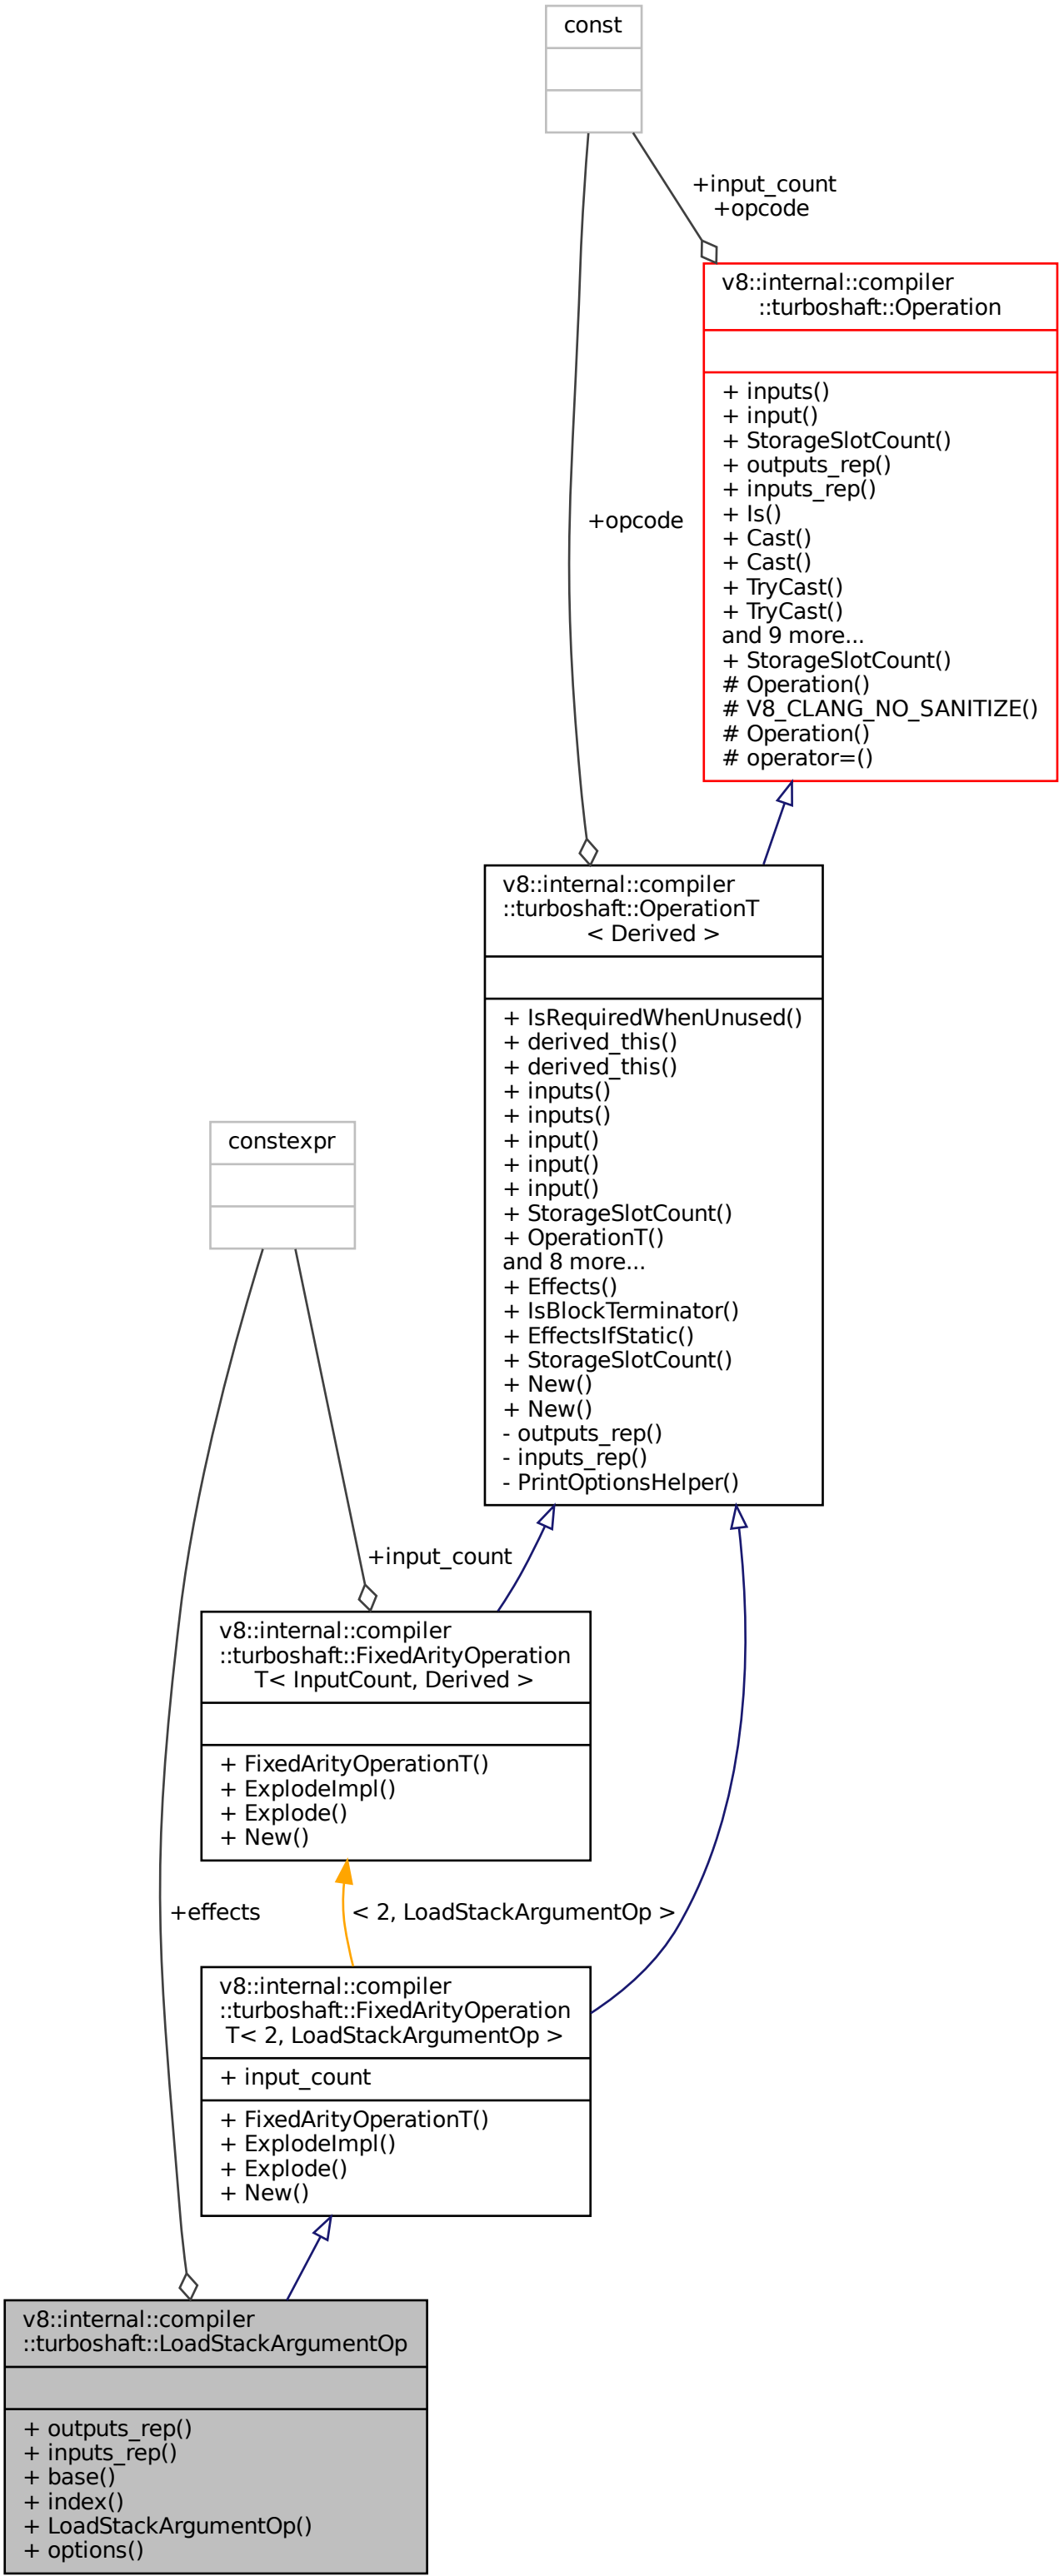 const
+input_count
+opcode
v8::internal::compiler
::turboshaft::Operation
+ inputs()
+ input()
+ StorageSlotCount()
+ outputs_rep()
+ inputs_rep()
+ Is()
+ Cast()
+ Cast()
+ TryCast()
+ TryCast()
and 9 more...
+ StorageSlotCount()
# Operation()
# V8_CLANG_NO_SANITIZE()
# Operation()
# operator=()
+opcode
v8::internal::compiler
::turboshaft::OperationT
< Derived >
+ IsRequiredWhenUnused()
+ derived_this()
+ derived_this()
+ inputs()
+ inputs()
+ input()
+ input()
+ input()
+ StorageSlotCount()
+ OperationT()
and 8 more...
+ Effects()
+ IsBlockTerminator()
+ EffectsIfStatic()
+ StorageSlotCount()
+ New()
+ New()
- outputs_rep()
- inputs_rep()
- PrintOptionsHelper()
constexpr
+input_count
v8::internal::compiler
::turboshaft::FixedArityOperation
T< InputCount, Derived >
+ FixedArityOperationT()
+ ExplodeImpl()
+ Explode()
+ New()
+effects
< 2, LoadStackArgumentOp >
v8::internal::compiler
::turboshaft::FixedArityOperation
T< 2, LoadStackArgumentOp >
+ input_count
+ FixedArityOperationT()
+ ExplodeImpl()
+ Explode()
+ New()
v8::internal::compiler
::turboshaft::LoadStackArgumentOp
+ outputs_rep()
+ inputs_rep()
+ base()
+ index()
+ LoadStackArgumentOp()
+ options()